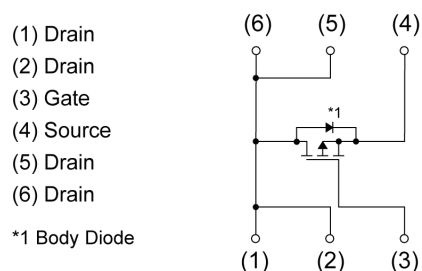 (1) Drain
(2) Drain
(3) Gate
(4) Source
(5) Drain
(6) Drain
*1 Body Diode
(6) (5) (4)
*1
(1) (2) (3)